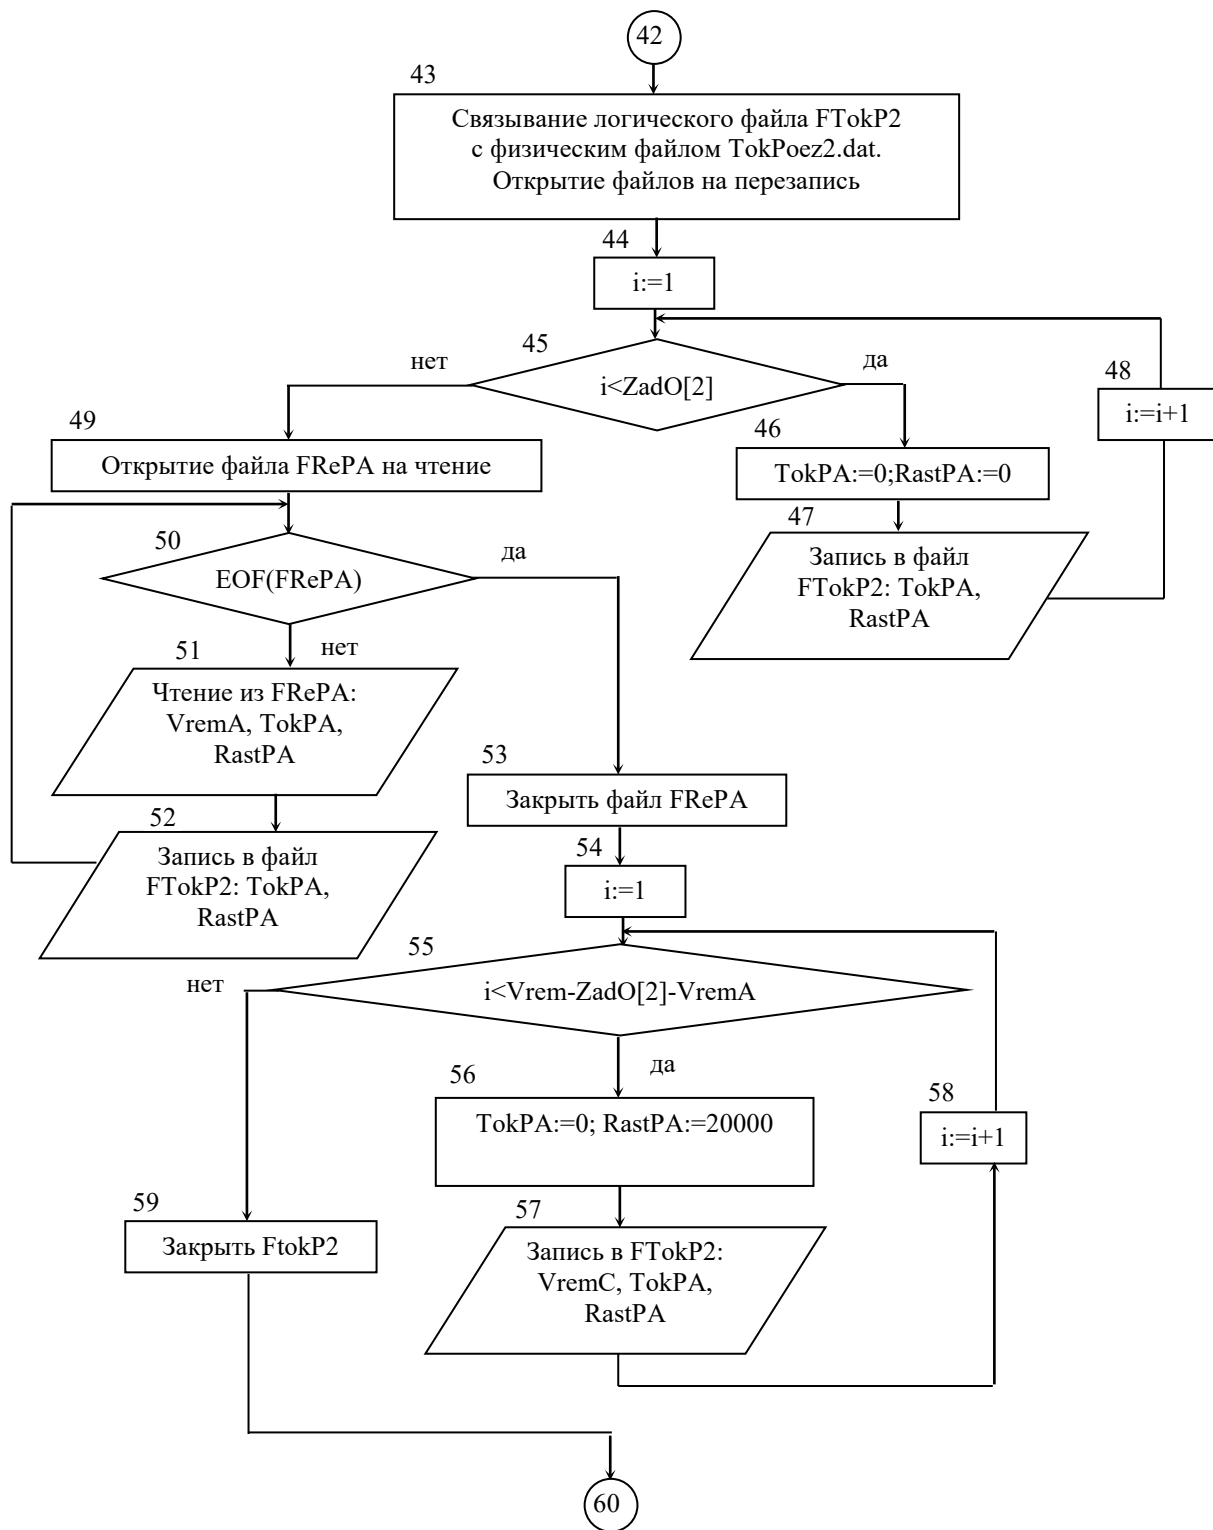 42
43
Связывание логического файла FTokP2
с физическим файлом TokPoez2.dat.
Открытие файлов на перезапись
44
i:=1
45
нет
да
i<ZadO[2]
48
i:=i+1
49
Открытие файла FRePA на чтение
46
TokPA:=0;RastPA:=0
47
Запись в файл
FTokP2: TokPA,
RastPA
50
да
EOF(FRePA)
нет
51
Чтение из FRePA:
VremA, TokPA,
RastPA
52
Запись в файл
FTokP2: TokPA,
RastPA
53
Закрыть файл FRePA
54
i:=1
55
нет
i<Vrem-ZadO[2]-VremA
да
56
TokPA:=0; RastPA:=20000
58
i:=i+1
57
Запись в FTokP2:
VremC, TokPA,
RastPA
59
Закрыть FtokP2
60